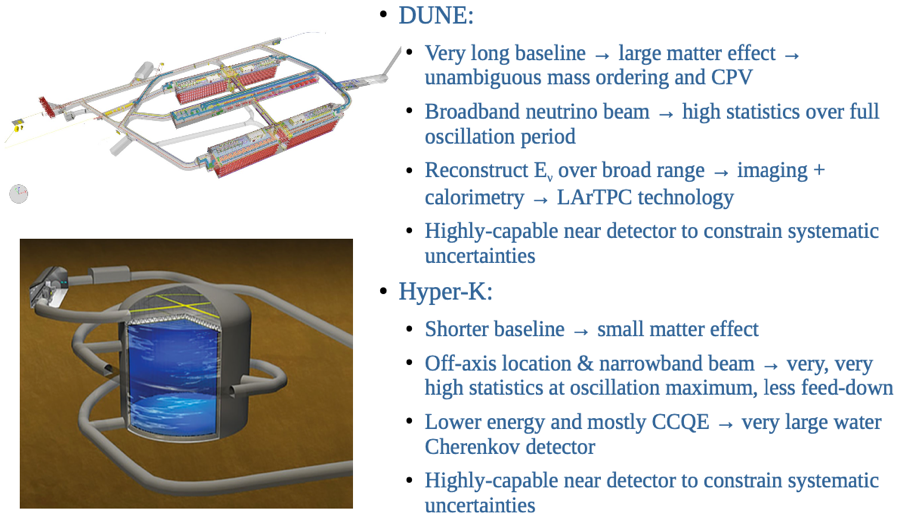 • DUNE:
• Very long baseline → large matter effect →
unambiguous mass ordering and CPV
• Broadband neutrino beam → high statistics over full
oscillation period
• Reconstruct Eᵥ over broad range → imaging +
calorimetry → LArTPC technology
• Highly-capable near detector to constrain systematic
uncertainties
• Hyper-K:
• Shorter baseline → small matter effect
• Off-axis location & narrowband beam → very, very
high statistics at oscillation maximum, less feed-down
• Lower energy and mostly CCQE → very large water
Cherenkov detector
• Highly-capable near detector to constrain systematic
uncertainties